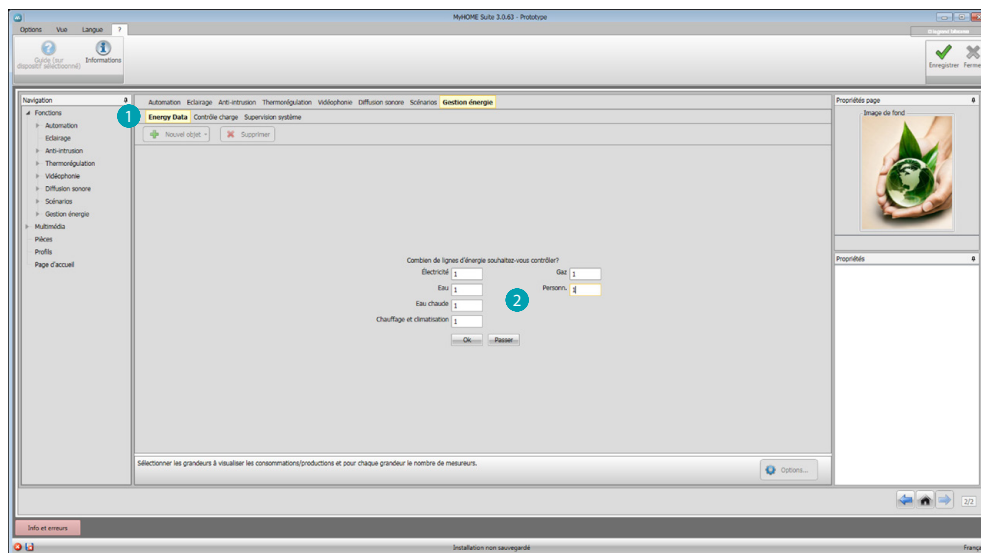 MyHOME Suite 3.0.63 - Prototype
Options Vue Langue ?
Guide (sur dispositif sélectionné)
Informations
Enregistrer Ferme
Navigation
Fonctions
Automation
Eclairage
Anti-intrusion
Thermorégulation
Vidéophonie
Diffusion sonore
Scénarios
Gestion énergie
Multimédia
Pièces
Profils
Page d'accueil
1
Automation Eclairage Anti-intrusion Thermorégulation Vidéophonie Diffusion sonore Scénarios Gestion énergie
Energy Data Contrôle charge Supervision système
Nouvel objet Supprimer
Combien de lignes d'énergie souhaitez-vous contrôler?
Électricité 1 Gaz 1
Eau 1 Personn. 1
Eau chaude 1
Chauffage et climatisation 1
2
Ok Passer
Sélectionner les grandeurs à visualiser les consommations/productions et pour chaque grandeur le nombre de mesureurs.
Options...
Propriétés page
Image de fond
Propriétés
2/2
Info et erreurs
Installation non sauvegardé
França